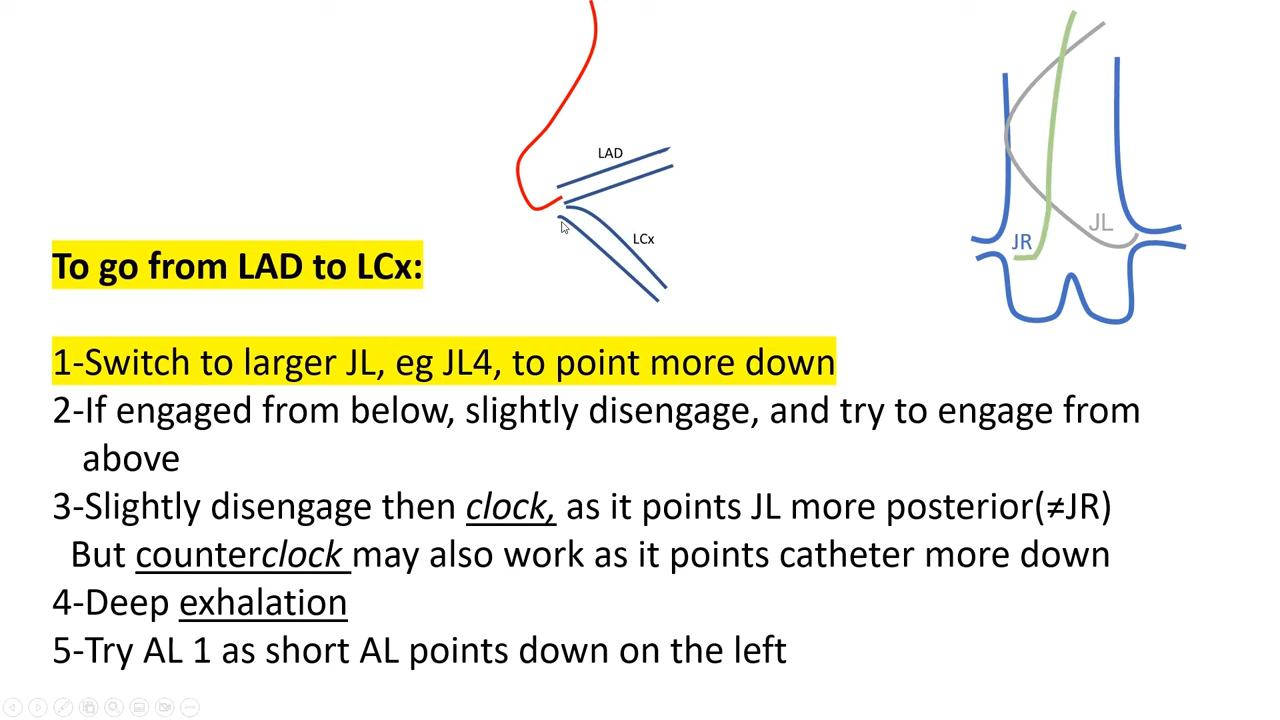 LAD
LCx
JR
JL
To go from LAD to LCx:
1-Switch to larger JL, eg JL4, to point more down
2-If engaged from below, slightly disengage, and try to engage from
above
3-Slightly disengage then clock, as it points JL more posterior(≠JR)
But counterclock may also work as it points catheter more down
4-Deep exhalation
5-Try AL 1 as short AL points down on the left